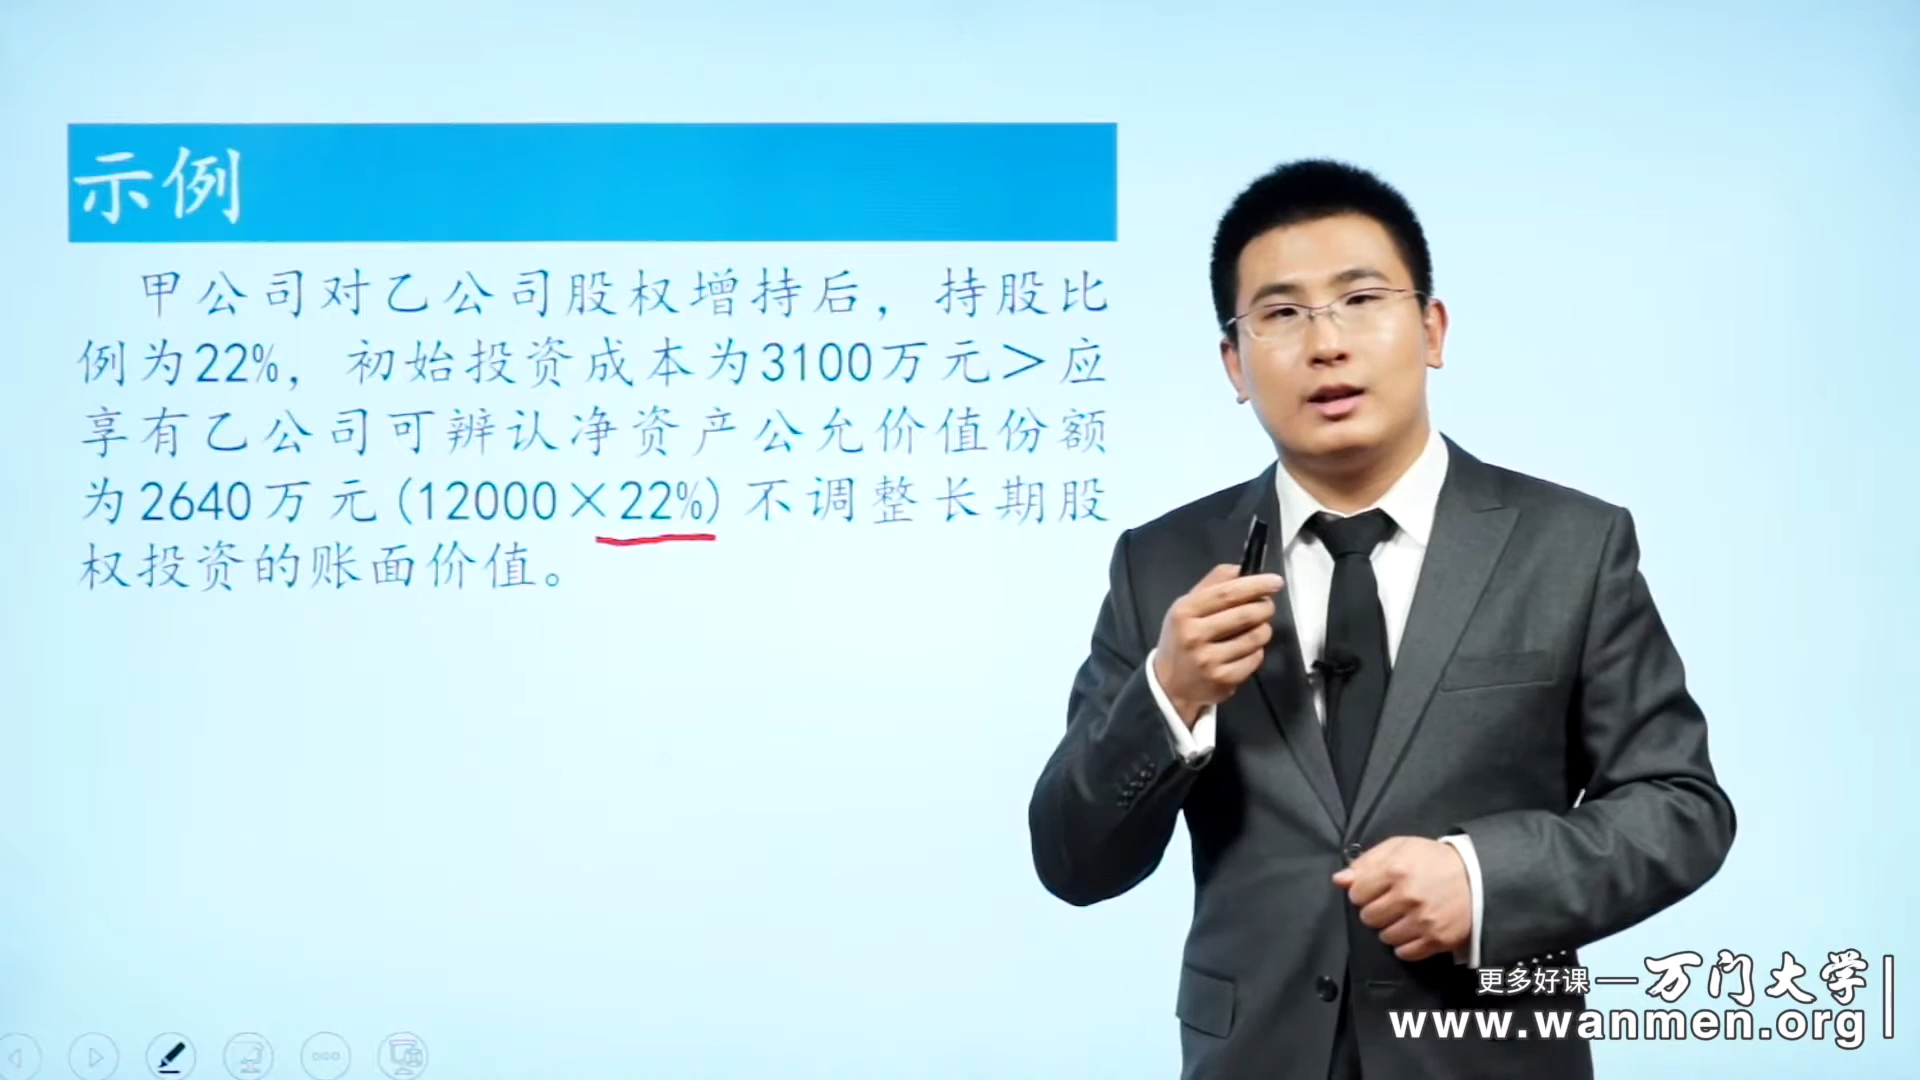 示例
甲公司对乙公司股权增持后，持股比
例为22%，初始投资成本为3100万元＞应
享有乙公司可辨认净资产公允价值份额
为2640万元(12000×22%)不调整长期股
权投资的账面价值。
更多好课—万门大学
www.wanmen.org